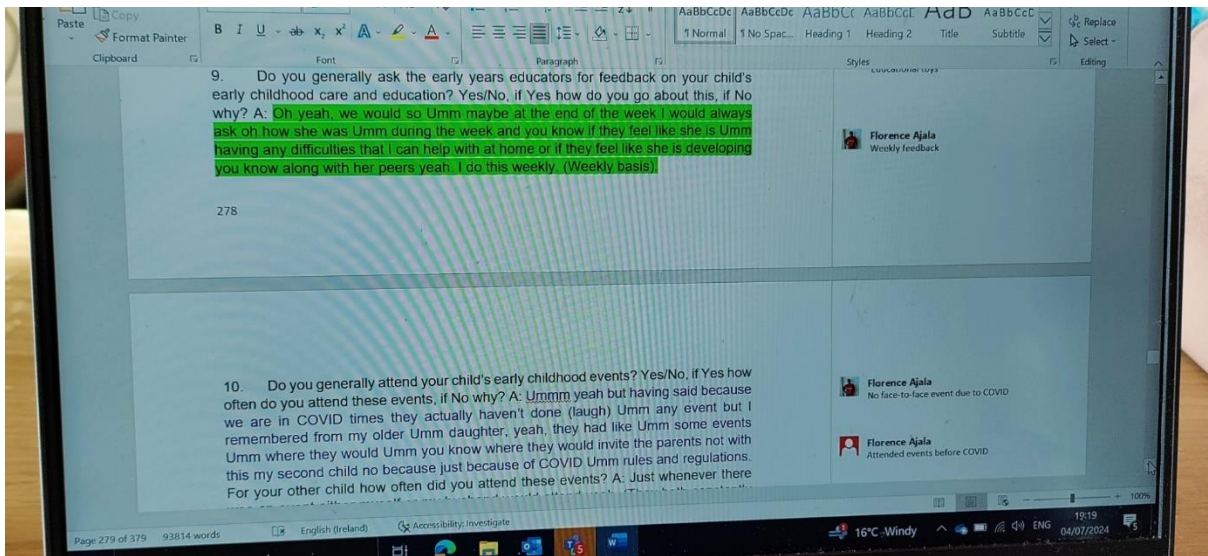 Paste
Copy
Format Painter
Clipboard
B I U ab x₂ x² A A
Font
Paragraph
AaBbCcDc AaBbCcDc AaBbCc AaBbCcE AaB AaBbCcC
¶ Normal ¶ No Spac... Heading 1 Heading 2 Title Subtitle
Styles
Replace
Select
Editing
9. Do you generally ask the early years educators for feedback on your child's
early childhood care and education? Yes/No, if Yes how do you go about this, if No
why? A: Oh yeah, we would so Umm maybe at the end of the week I would always
ask oh how she was Umm during the week and you know if they feel like she is Umm
having any difficulties that I can help with at home or if they feel like she is developing
you know along with her peers yeah. I do this weekly. (Weekly basis).
278
Educational toys
Florence Ajala
Weekly feedback
10. Do you generally attend your child's early childhood events? Yes/No, if Yes how
often do you attend these events, if No why? A: Ummm yeah but having said because
we are in COVID times they actually haven't done (laugh) Umm any event but I
remembered from my older Umm daughter, yeah, they had like Umm some events
Umm where they would Umm you know where they would invite the parents not with
this my second child no because just because of COVID Umm rules and regulations.
For your other child how often did you attend these events? A: Just whenever there
Florence Ajala
No face-to-face event due to COVID
Florence Ajala
Attended events before COVID
Page 279 of 379 93814 words English (Ireland) Accessibility: Investigate
100%
16°C Windy ENG
19:19
04/07/2024